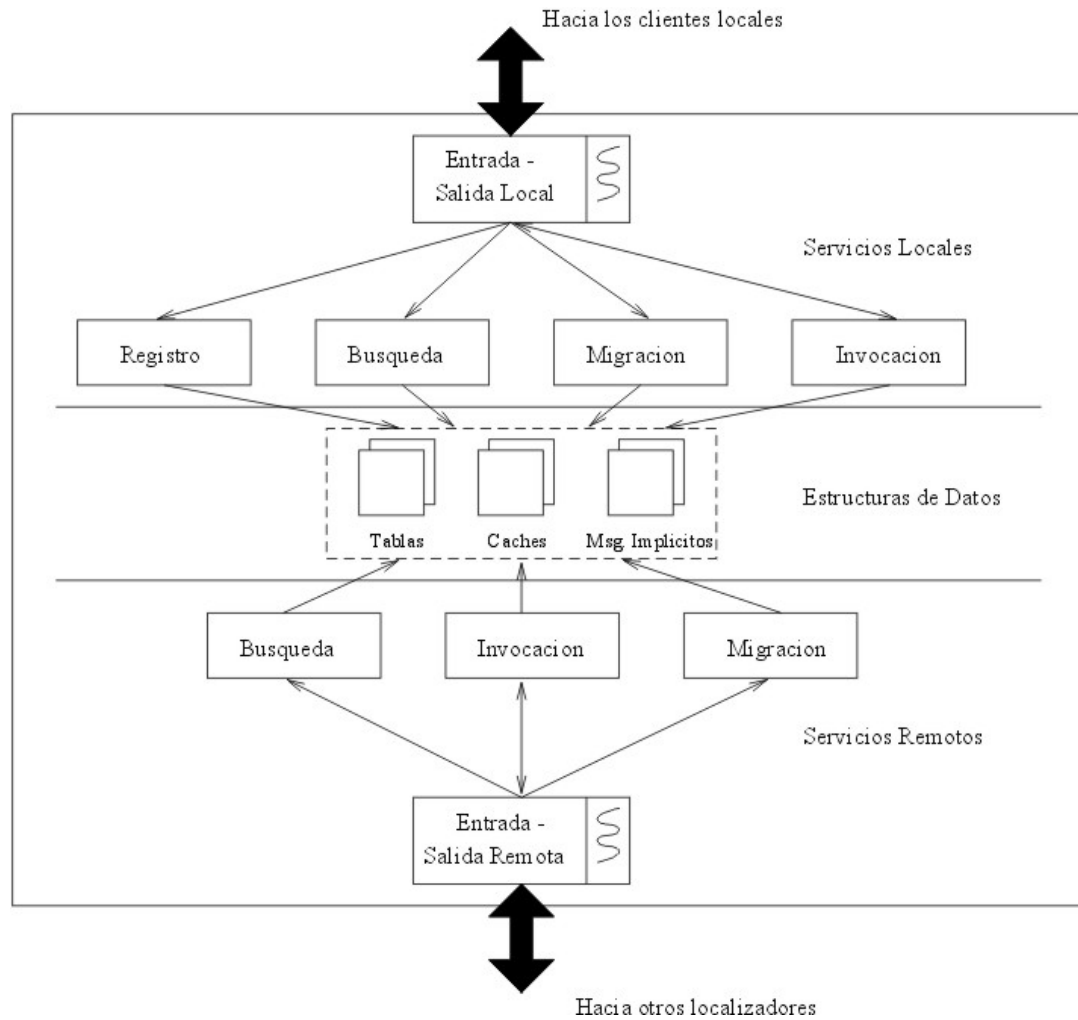 Hacia los clientes locales
Entrada -
Salida Local
Servicios Locales
Registro
Busqueda
Migracion
Invocacion
Estructuras de Datos
Tablas
Caches
Msg. Implicitos
Busqueda
Invocacion
Migracion
Servicios Remotos
Entrada -
Salida Remota
Hacia otros localizadores